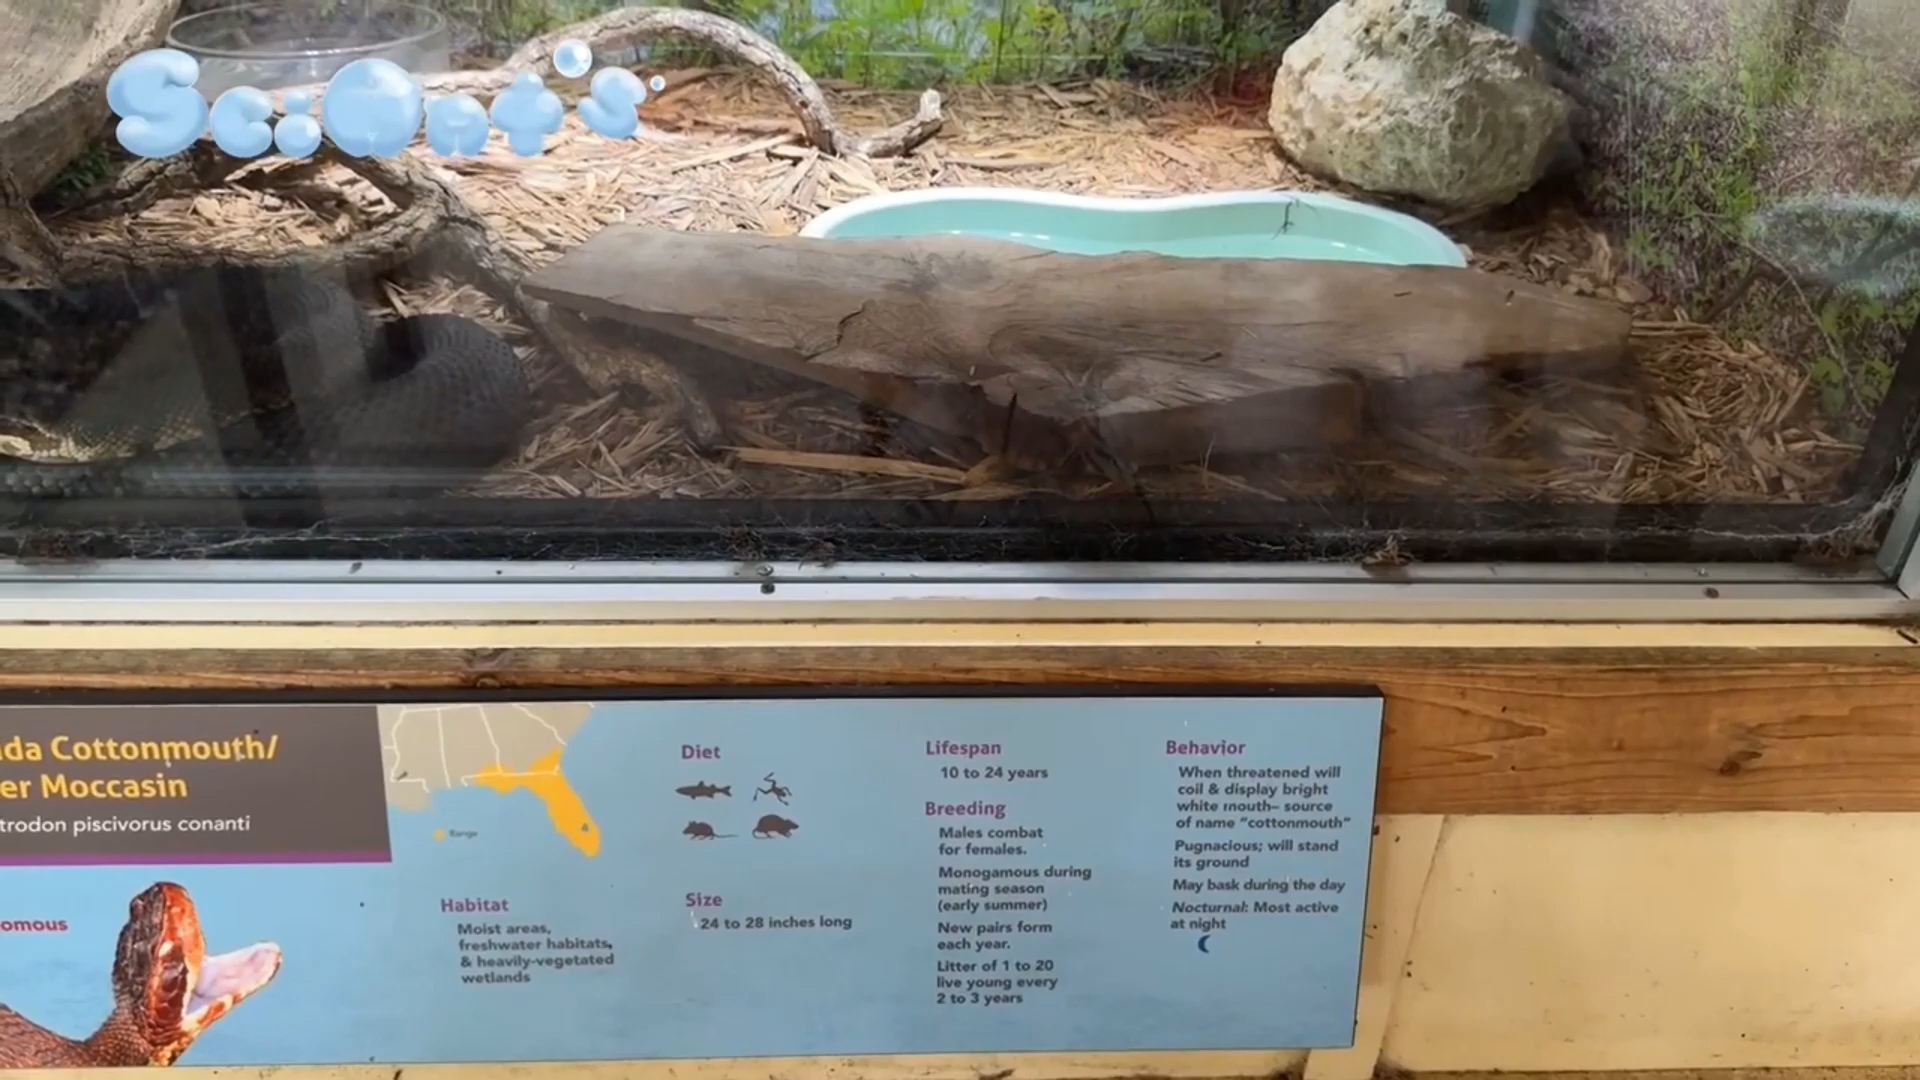 SciAnt's
da Cottonmouth/
er Moccasin
trodon piscivorus conanti
omous
Range
Habitat
Moist areas,
freshwater habitats,
& heavily-vegetated
wetlands
Diet
Size
24 to 28 inches long
Lifespan
10 to 24 years
Breeding
Males combat
for females.
Monogamous during
mating season
(early summer)
New pairs form
each year.
Litter of 1 to 20
live young every
2 to 3 years
Behavior
When threatened will
coil & display bright
white mouth– source
of name "cottonmouth"
Pugnacious; will stand
its ground
May bask during the day
Nocturnal: Most active
at night